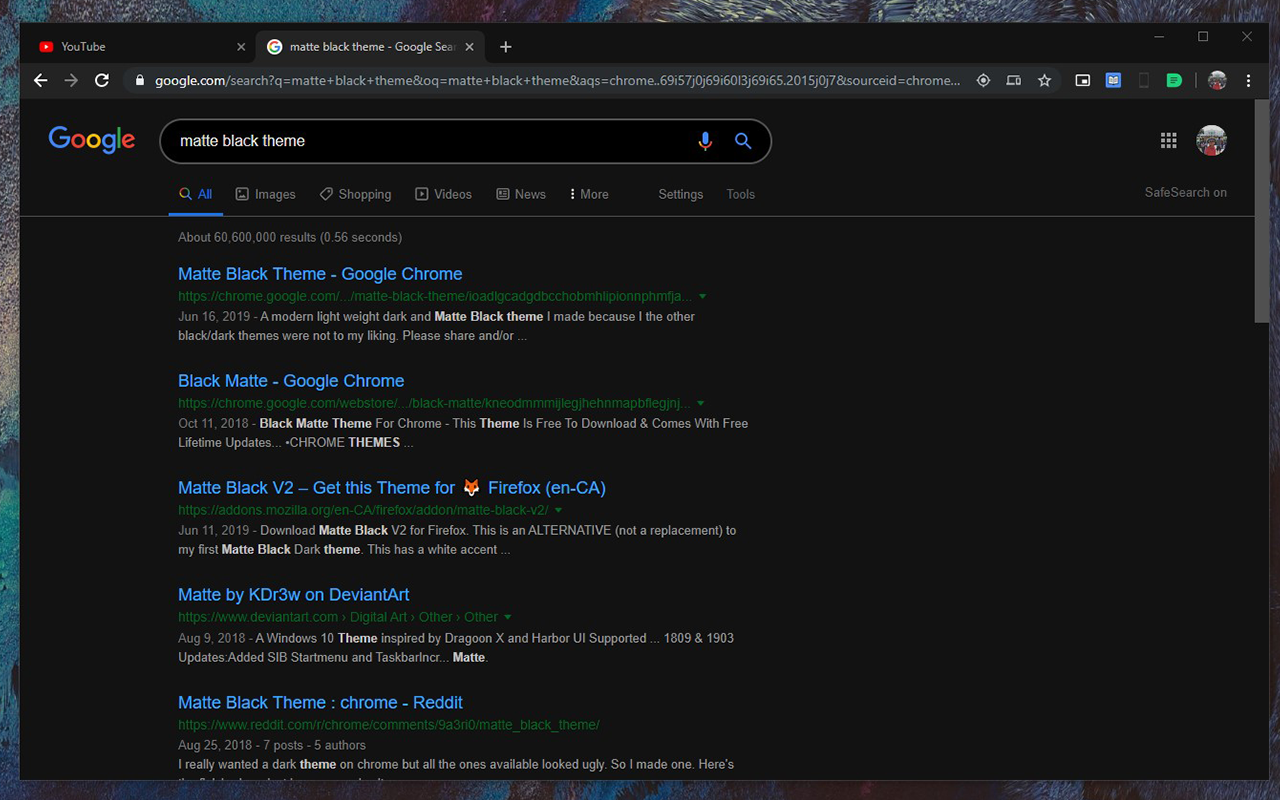 YouTube
matte black theme - Google Sear
google.com/search?q=matte+black+theme&oq=matte+black+theme&aqs=chrome..69i57j0j69i60l3j69i65.2015j0j7&sourceid=chrome...
Google
matte black theme
All Images Shopping Videos News More Settings Tools
SafeSearch on
About 60,600,000 results (0.56 seconds)
Matte Black Theme - Google Chrome
https://chrome.google.com/.../matte-black-theme/ioadlgcadgdbcchobmhlipionnphmfja...
Jun 16, 2019 - A modern light weight dark and Matte Black theme I made because I the other
black/dark themes were not to my liking. Please share and/or ...
Black Matte - Google Chrome
https://chrome.google.com/webstore/.../black-matte/kneodmmmijlegjhehnmapbflegjnj...
Oct 11, 2018 - Black Matte Theme For Chrome - This Theme Is Free To Download & Comes With Free
Lifetime Updates... •CHROME THEMES ...
Matte Black V2 – Get this Theme for 🦊 Firefox (en-CA)
https://addons.mozilla.org/en-CA/firefox/addon/matte-black-v2/
Jun 11, 2019 - Download Matte Black V2 for Firefox. This is an ALTERNATIVE (not a replacement) to
my first Matte Black Dark theme. This has a white accent ...
Matte by KDr3w on DeviantArt
https://www.deviantart.com › Digital Art › Other › Other
Aug 9, 2018 - A Windows 10 Theme inspired by Dragoon X and Harbor UI Supported ... 1809 & 1903
Updates:Added SIB Startmenu and TaskbarIncr... Matte.
Matte Black Theme : chrome - Reddit
https://www.reddit.com/r/chrome/comments/9a3ri0/matte_black_theme/
Aug 25, 2018 - 7 posts - 5 authors
I really wanted a dark theme on chrome but all the ones available looked ugly. So I made one. Here's